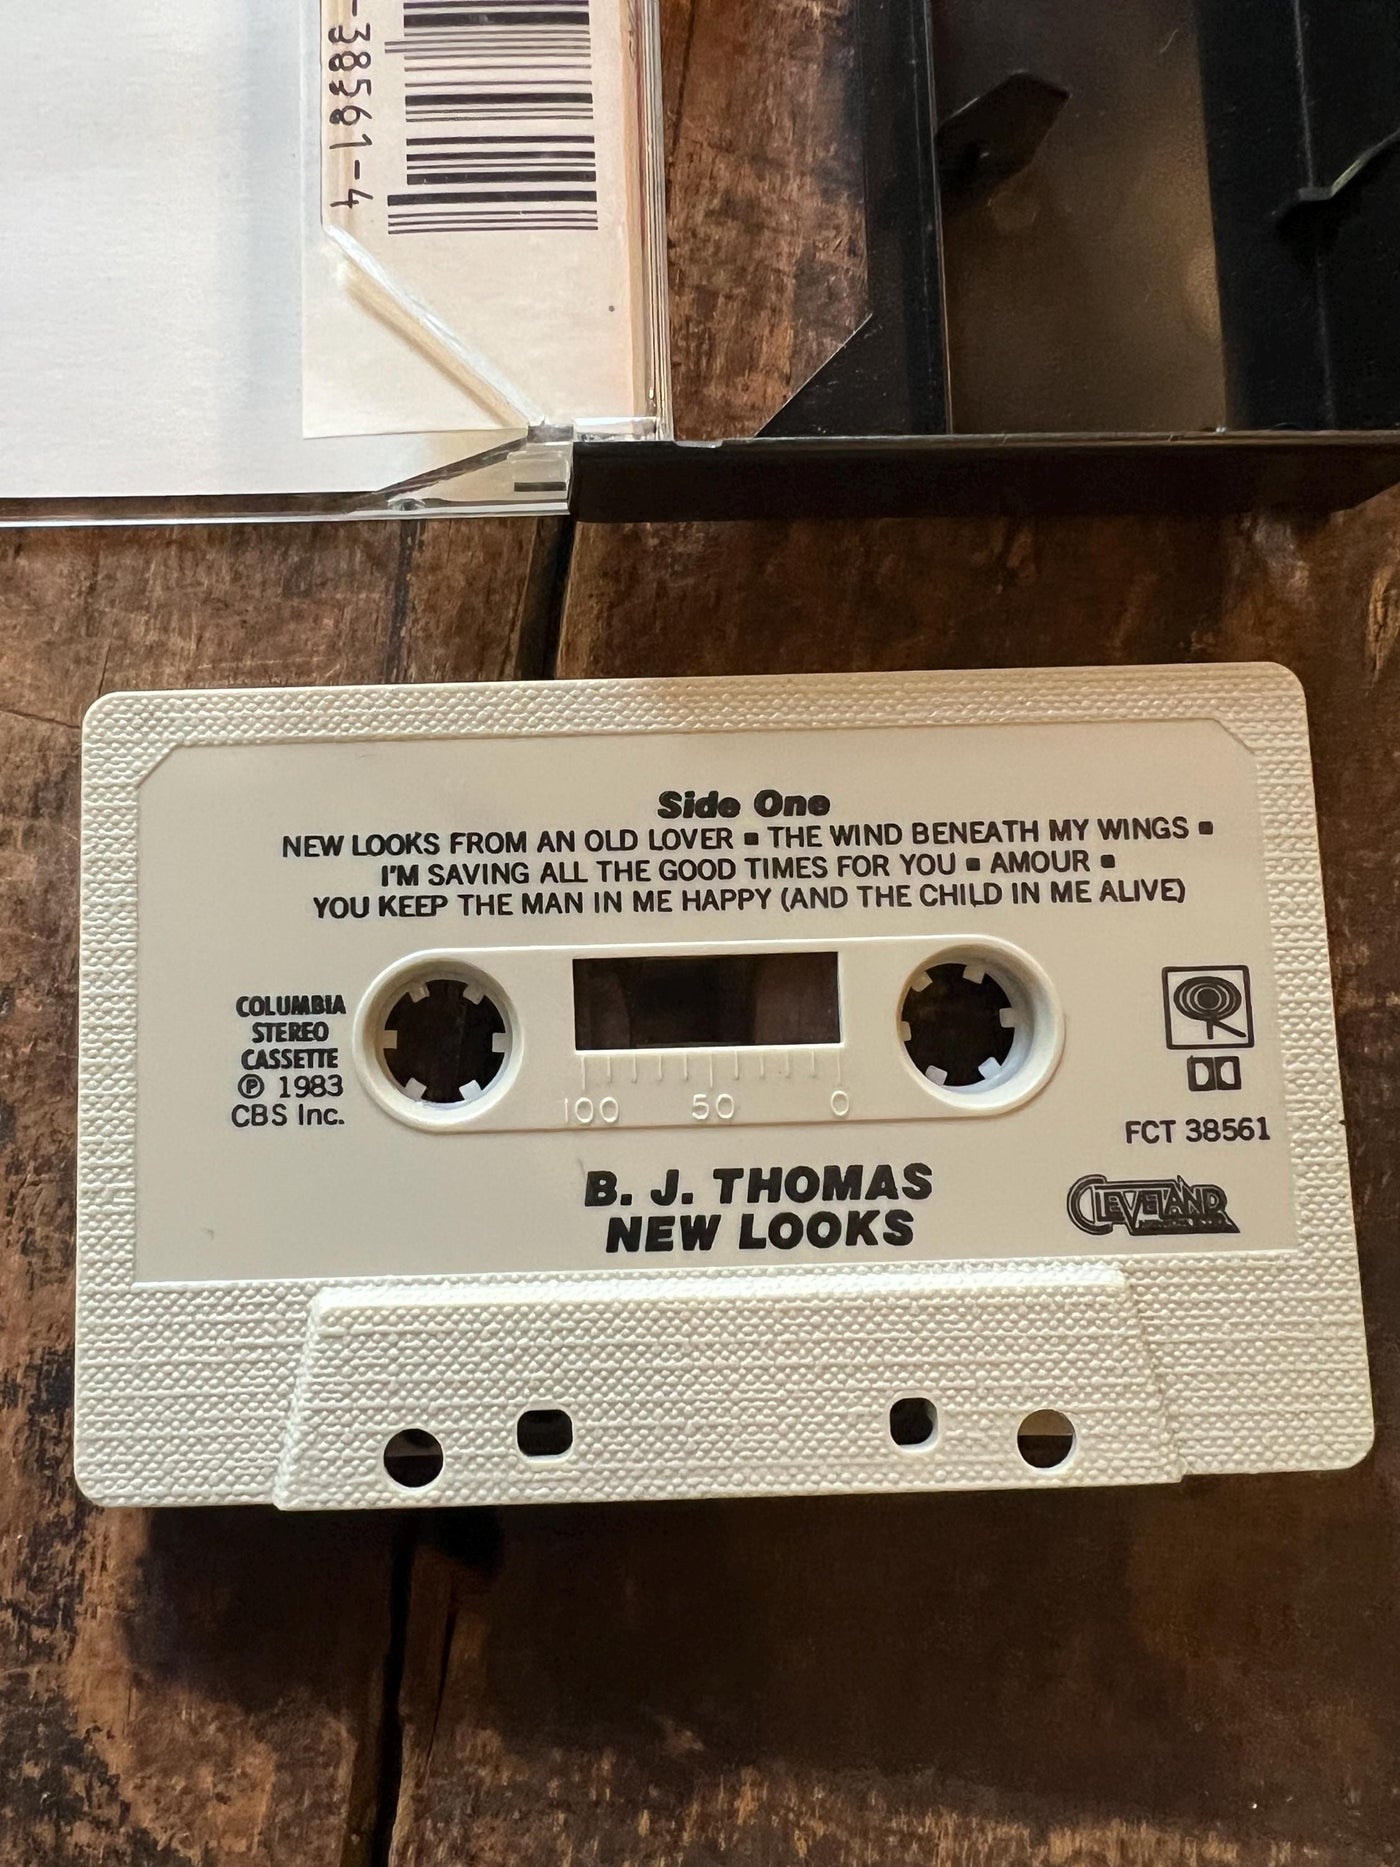 -38561-4
Side One
NEW LOOKS FROM AN OLD LOVER ▪ THE WIND BENEATH MY WINGS ▪
I'M SAVING ALL THE GOOD TIMES FOR YOU ▪ AMOUR ▪
YOU KEEP THE MAN IN ME HAPPY (AND THE CHILD IN ME ALIVE)
COLUMBIA
STEREO
CASSETTE
℗ 1983
CBS Inc.
100 50 0
FCT 38561
B. J. THOMAS
NEW LOOKS
CLEVELAND